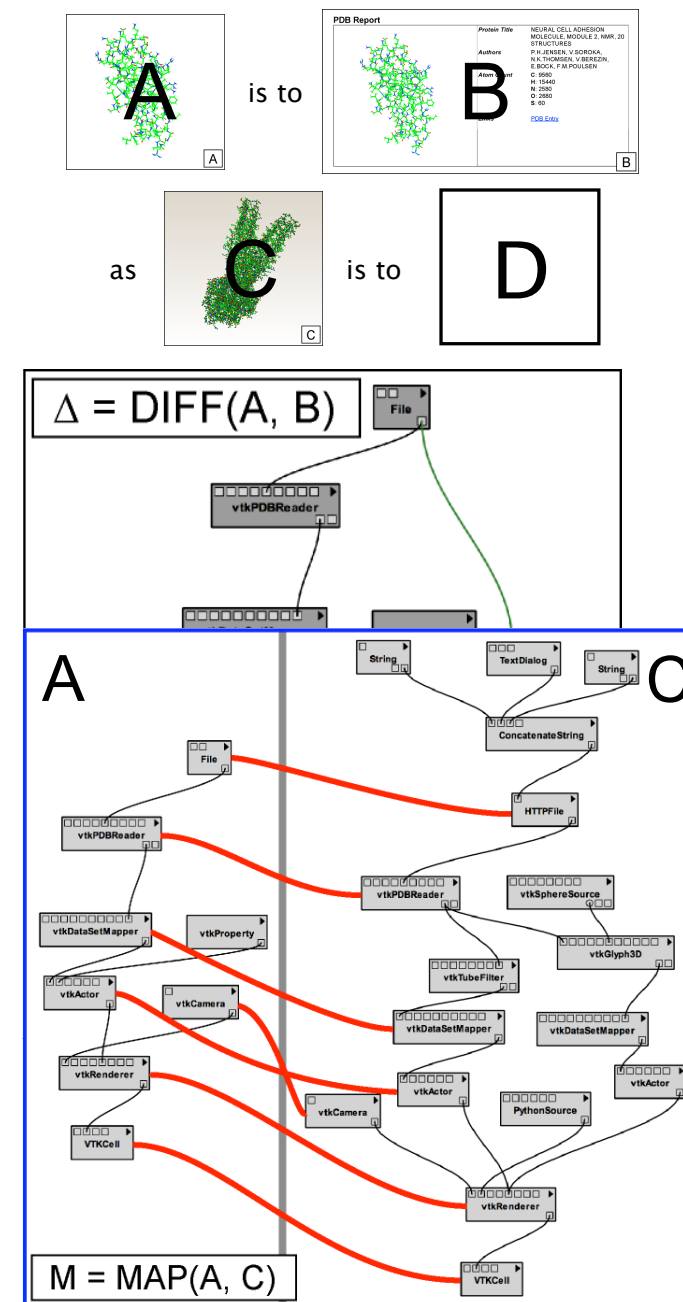 A
A
is to
PDB Report
Protein Title
NEURAL CELL ADHESION
MOLECULE, MODULE 2, NMR, 20
STRUCTURES
Authors
P.H.JENSEN, V.SOROKA,
N.K.THOMSEN, V.BEREZIN,
E.BOCK, F.M.POULSEN
Atom Count
C: 9560
H: 15440
N: 2580
O: 2680
S: 60
PDB Entry
B
B
as
C
C
is to
D
Δ = DIFF(A, B)
File
vtkPDBReader
A
C
String
TextDialog
String
ConcatenateString
File
HTTPFile
vtkPDBReader
vtkPDBReader
vtkSphereSource
vtkDataSetMapper
vtkProperty
vtkGlyph3D
vtkTubeFilter
vtkActor
vtkCamera
vtkDataSetMapper
vtkDataSetMapper
vtkRenderer
vtkActor
vtkActor
vtkCamera
PythonSource
VTKCell
vtkRenderer
VTKCell
M = MAP(A, C)